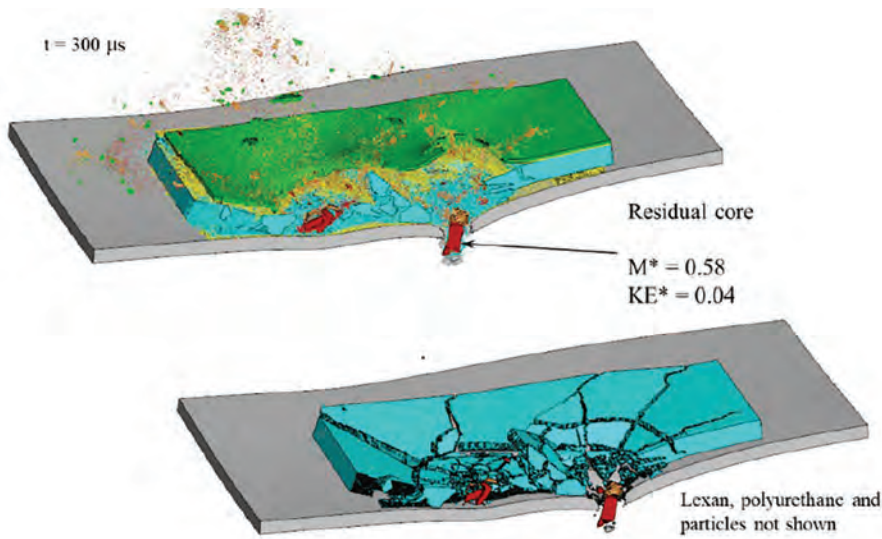 t = 300 μs
Residual core
M* = 0.58
KE* = 0.04
Lexan, polyurethane and
particles not shown